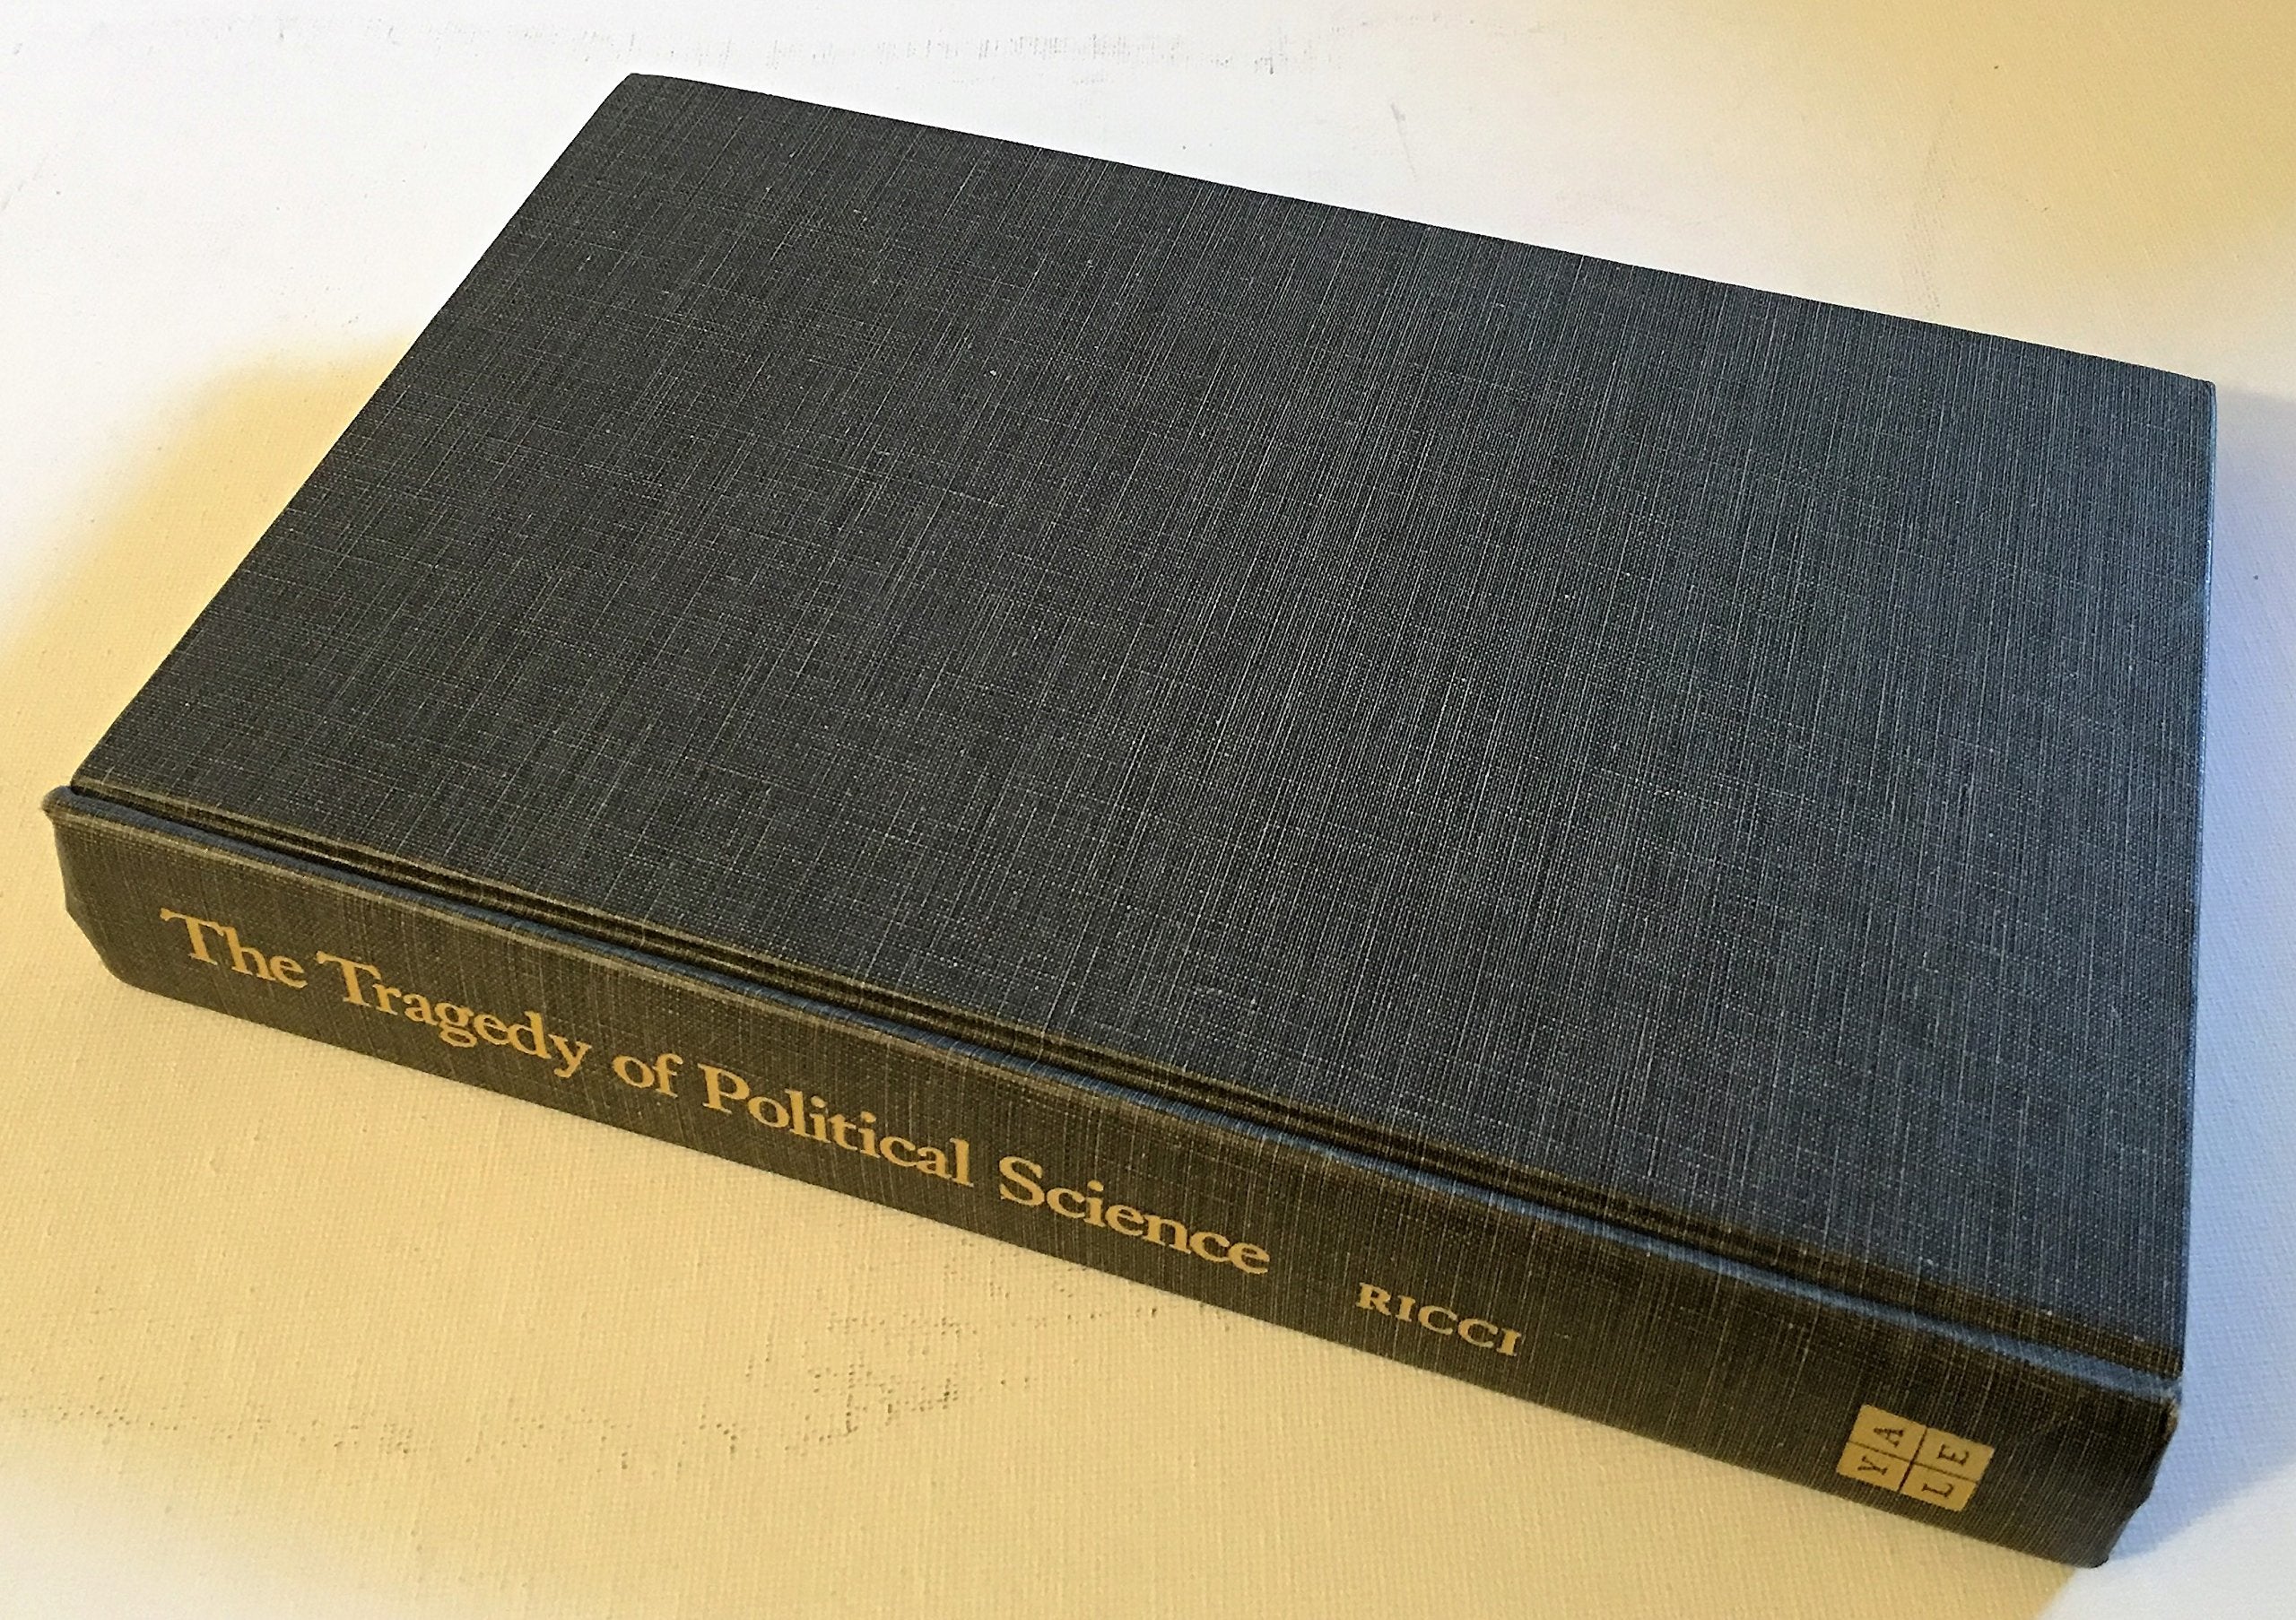 The Tragedy of Political Science
RICCI
YA
LE